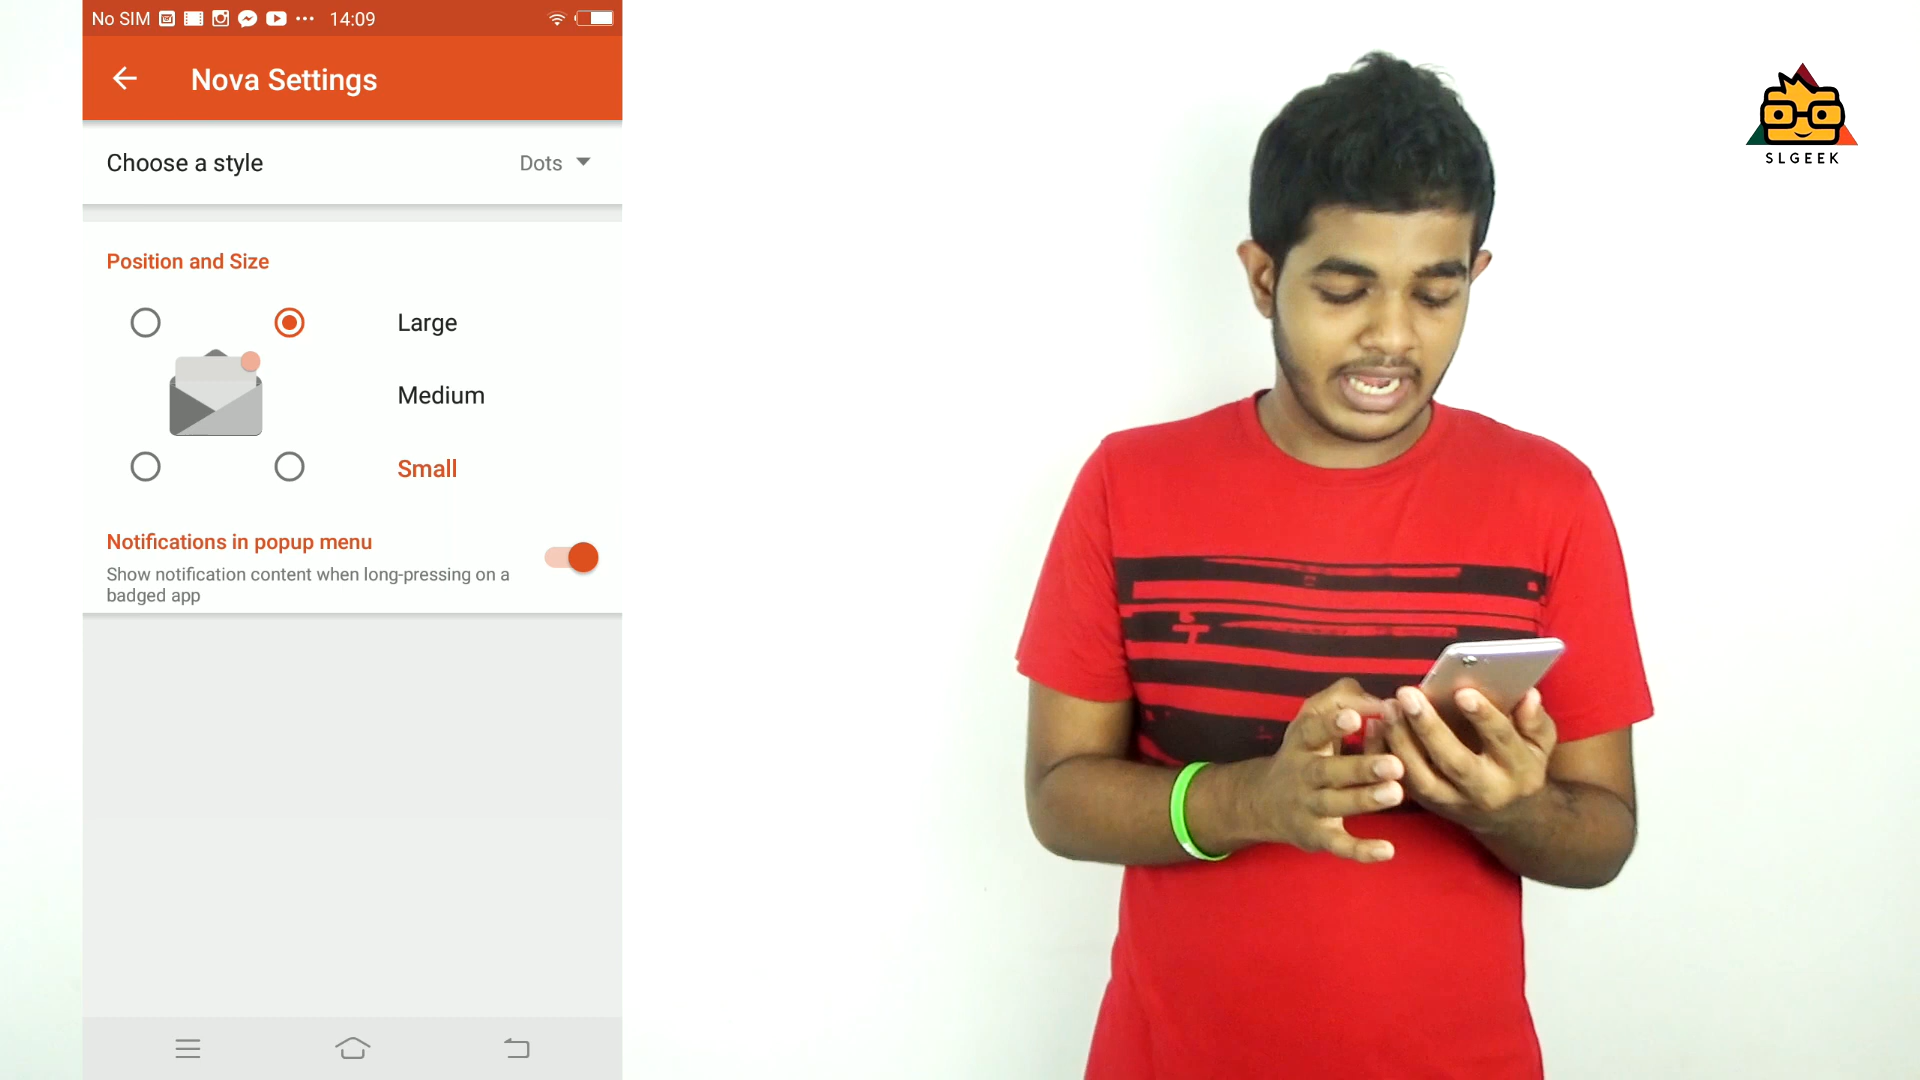 No SIM 14:09
Nova Settings
Choose a style Dots
Position and Size
Large
Medium
Small
Notifications in popup menu
Show notification content when long-pressing on a
badged app
SLGEEK